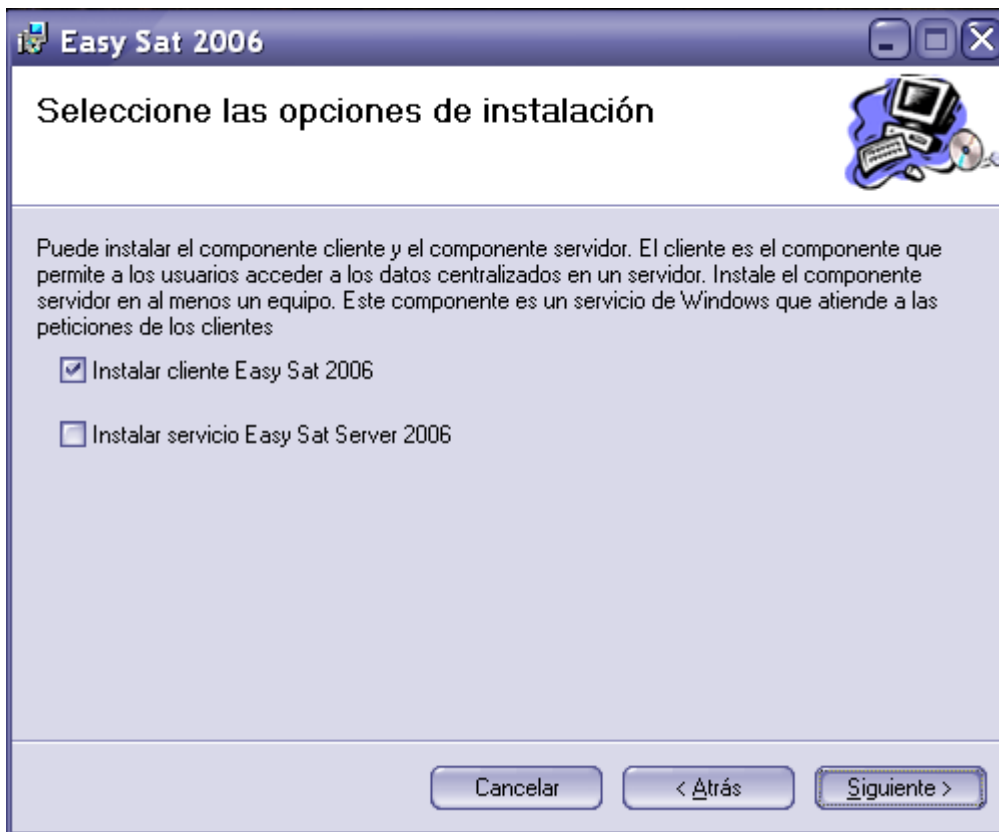 Easy Sat 2006
Seleccione las opciones de instalación
Puede instalar el componente cliente y el componente servidor. El cliente es el componente que
permite a los usuarios acceder a los datos centralizados en un servidor. Instale el componente
servidor en al menos un equipo. Este componente es un servicio de Windows que atiende a las
peticiones de los clientes
Instalar cliente Easy Sat 2006
Instalar servicio Easy Sat Server 2006
Cancelar
< Atrás
Siguiente >